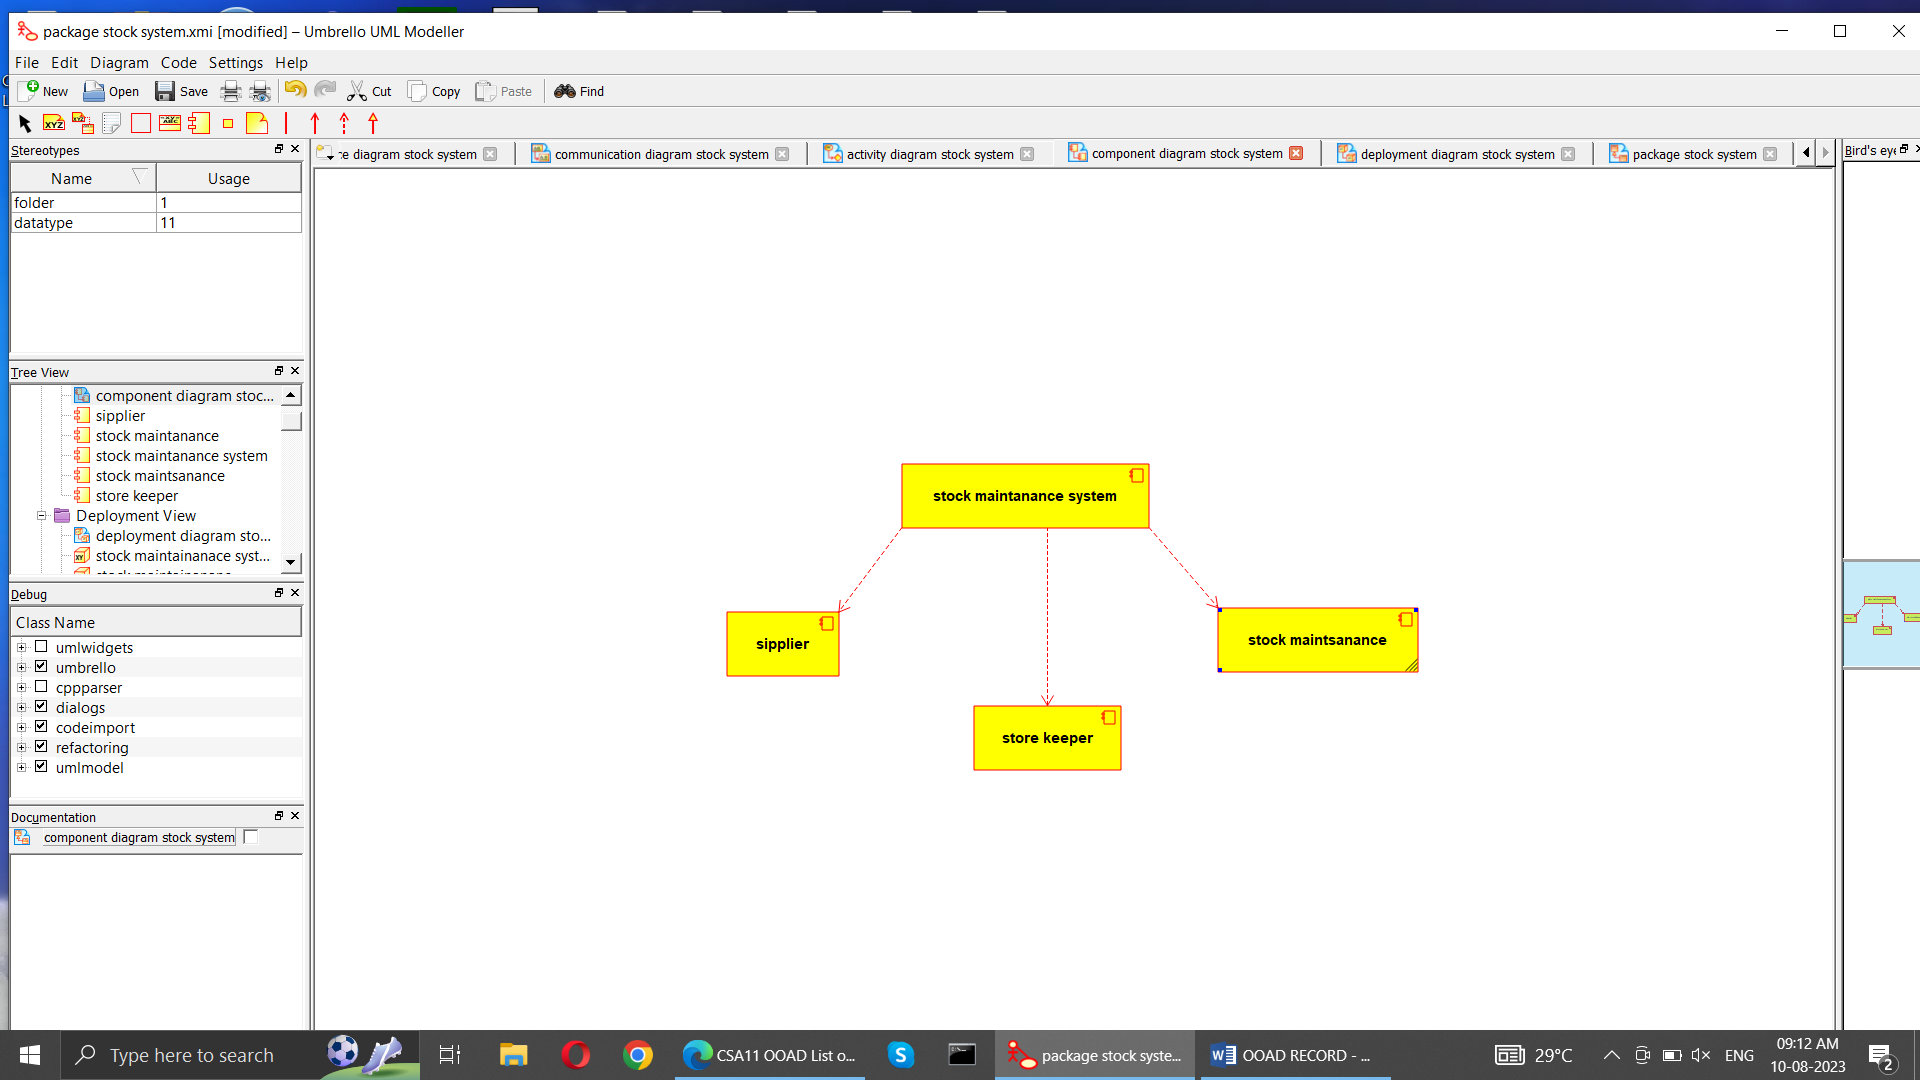 package stock system.xmi [modified] – Umbrello UML Modeller
File Edit Diagram Code Settings Help
New Open Save Cut Copy Paste Find
Stereotypes
Name Usage
folder 1
datatype 11
re diagram stock system
communication diagram stock system
activity diagram stock system
component diagram stock system
deployment diagram stock system
package stock system
Bird's eye
Tree View
component diagram stoc...
sipplier
stock maintanance
stock maintanance system
stock maintsanance
store keeper
Deployment View
deployment diagram sto...
stock maintainanace syst...
Debug
Class Name
umlwidgets
umbrello
cppparser
dialogs
codeimport
refactoring
umlmodel
Documentation
component diagram stock system
stock maintanance system
sipplier
stock maintsanance
store keeper
Type here to search
CSA11 OOAD List o...
package stock syste...
OOAD RECORD - ...
29°C
ENG
09:12 AM
10-08-2023
2